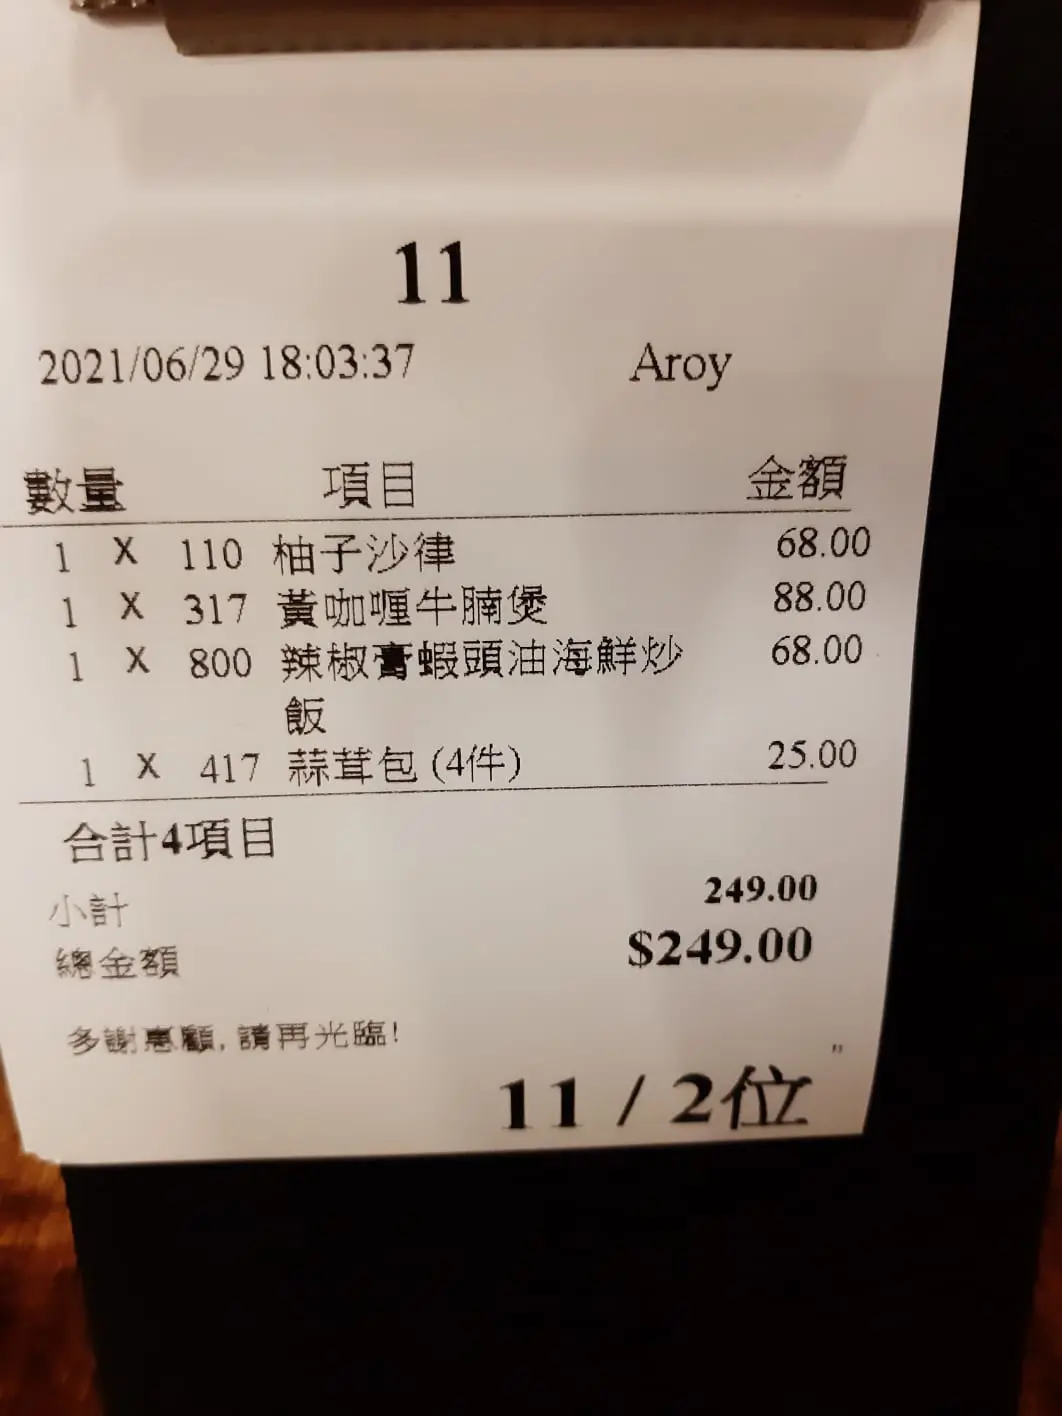 11
2021/06/29 18:03:37 Aroy
數量 項目 金額
1 X 110 柚子沙律 68.00
1 X 317 黃咖喱牛腩煲 88.00
1 X 800 辣椒膏蝦頭油海鮮炒 68.00
飯
1 X 417 蒜茸包 (4件) 25.00
合計4項目
小計 249.00
總金額 $249.00
多謝惠顧, 請再光臨!
"
11 / 2位